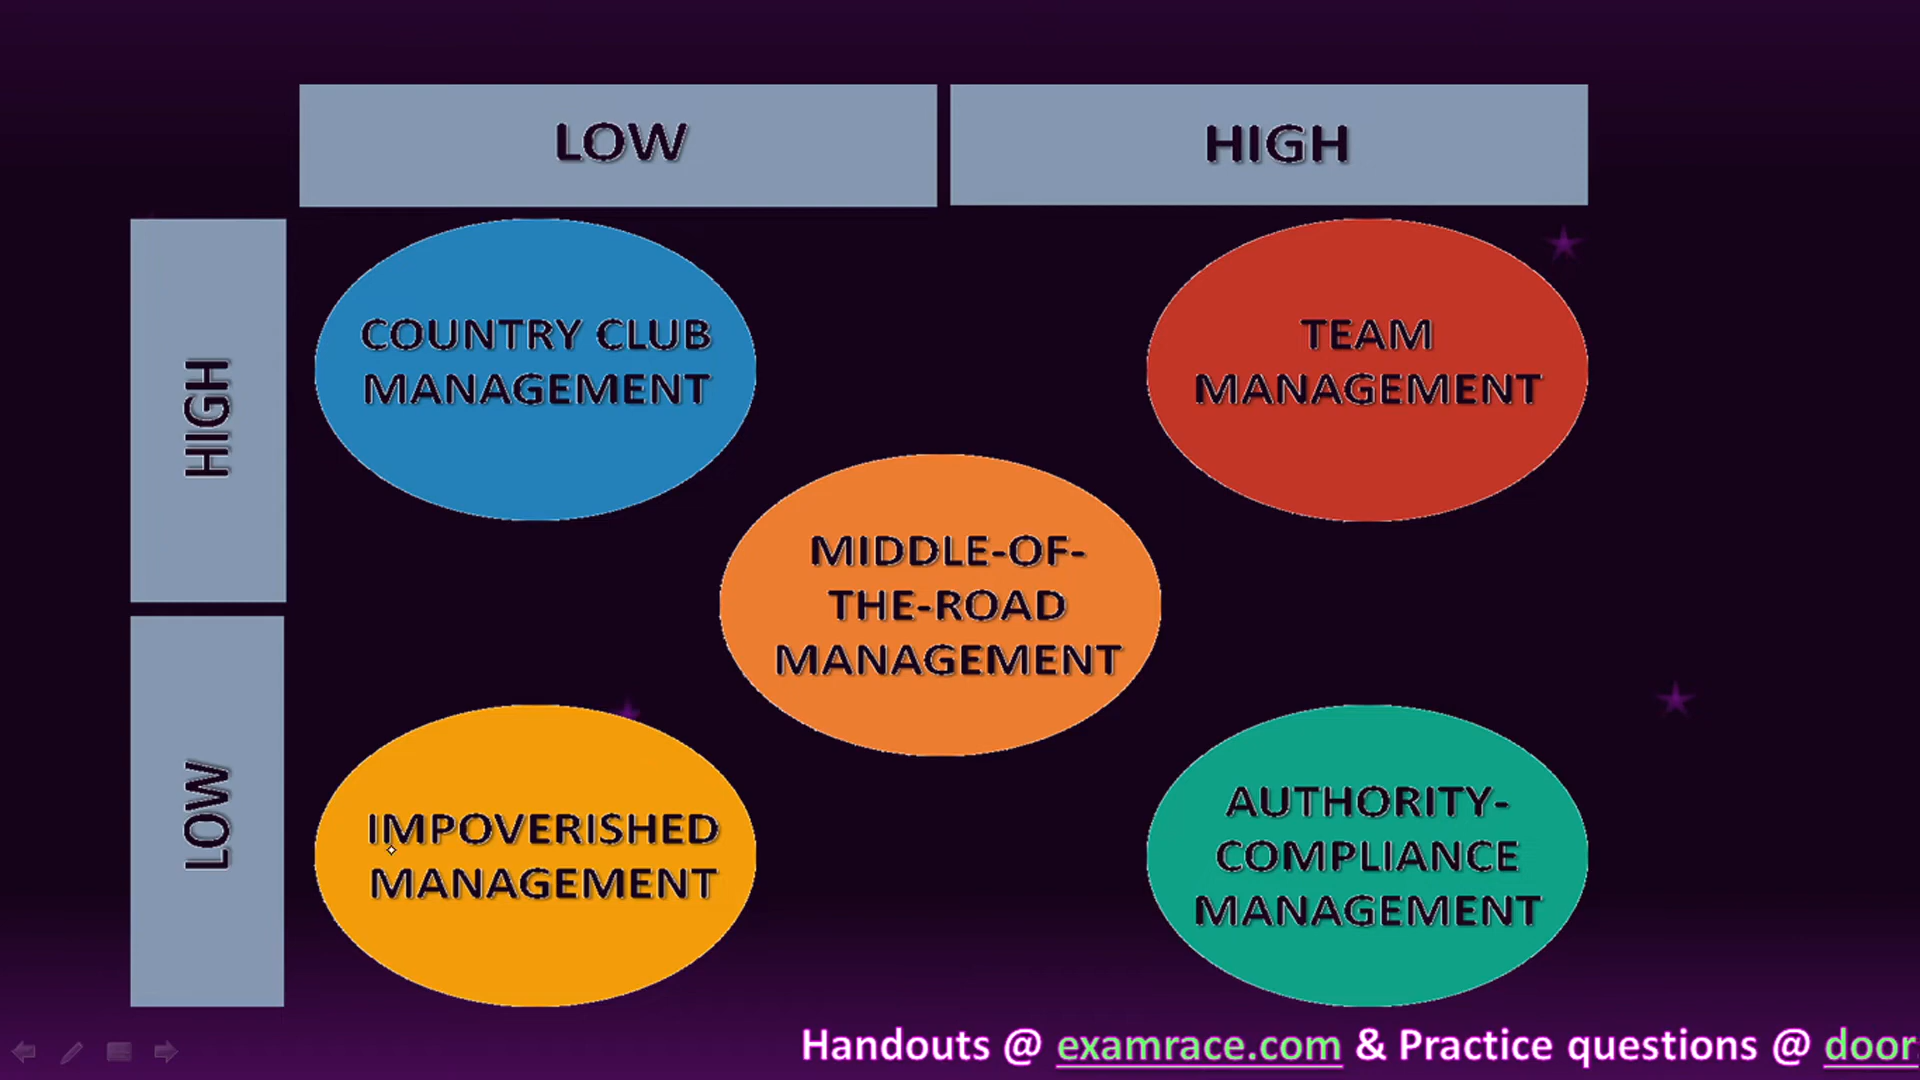 LOW
HIGH
HIGH
COUNTRY CLUB
MANAGEMENT
TEAM
MANAGEMENT
MIDDLE-OF-
THE-ROAD
MANAGEMENT
LOW
IMPOVERISHED
MANAGEMENT
AUTHORITY-
COMPLIANCE
MANAGEMENT
Handouts @ examrace.com & Practice questions @ door